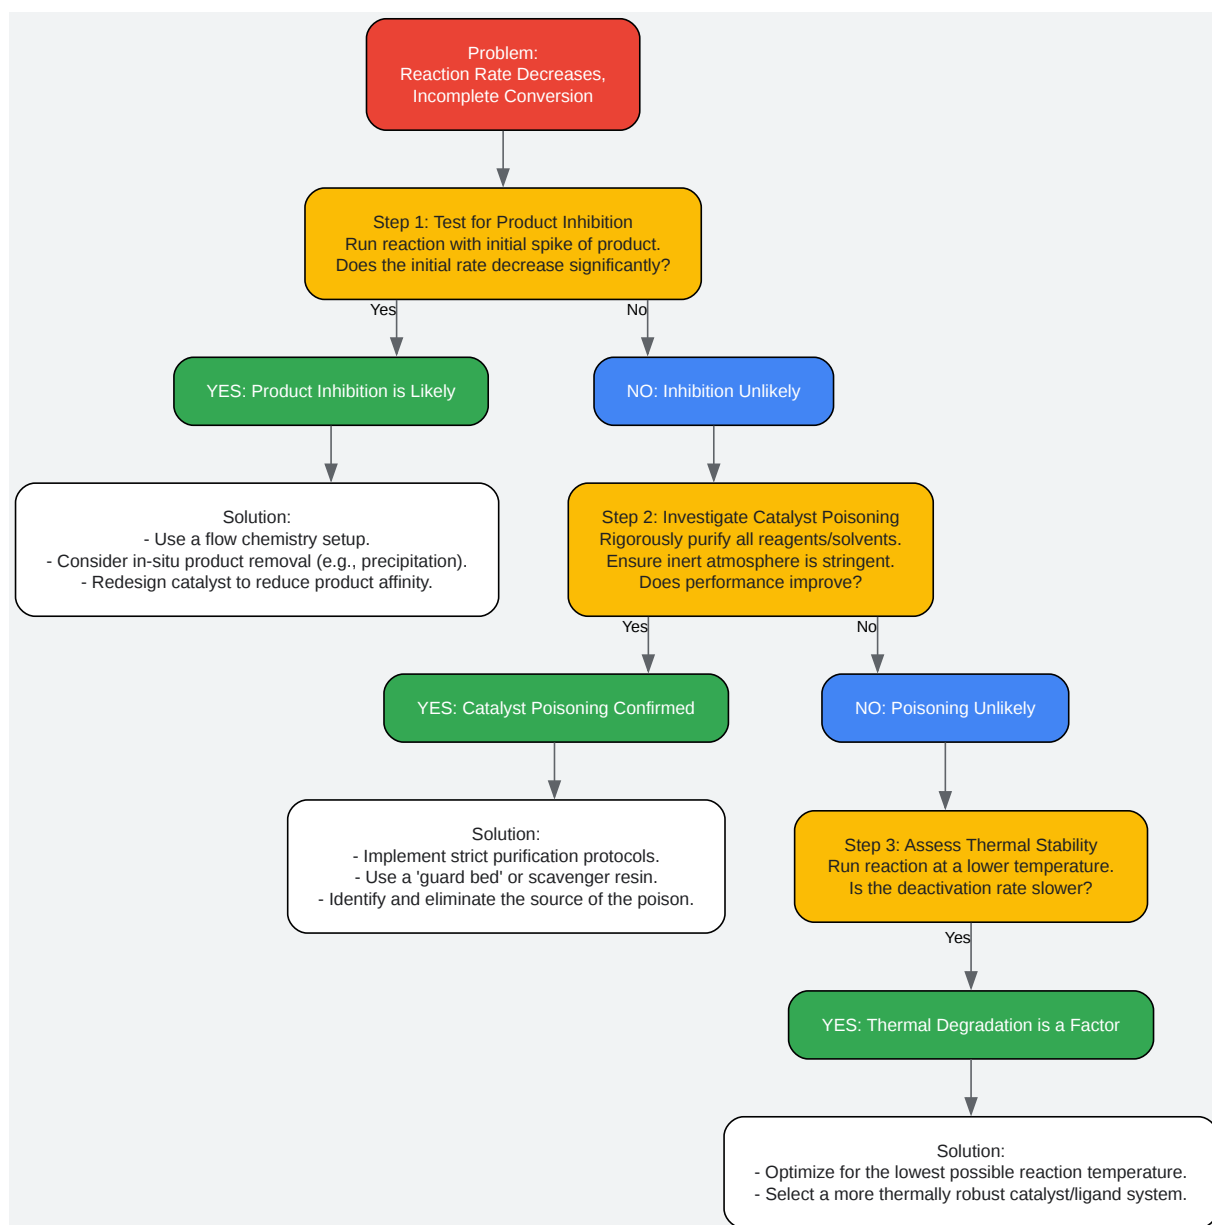 Problem:
Reaction Rate Decreases,
Incomplete Conversion
Step 1: Test for Product Inhibition
Run reaction with initial spike of product.
Does the initial rate decrease significantly?
Yes
No
YES: Product Inhibition is Likely
NO: Inhibition Unlikely
Solution:
- Use a flow chemistry setup.
- Consider in-situ product removal (e.g., precipitation).
- Redesign catalyst to reduce product affinity.
Step 2: Investigate Catalyst Poisoning
Rigorously purify all reagents/solvents.
Ensure inert atmosphere is stringent.
Does performance improve?
Yes
No
YES: Catalyst Poisoning Confirmed
NO: Poisoning Unlikely
Solution:
- Implement strict purification protocols.
- Use a 'guard bed' or scavenger resin.
- Identify and eliminate the source of the poison.
Step 3: Assess Thermal Stability
Run reaction at a lower temperature.
Is the deactivation rate slower?
Yes
YES: Thermal Degradation is a Factor
Solution:
- Optimize for the lowest possible reaction temperature.
- Select a more thermally robust catalyst/ligand system.